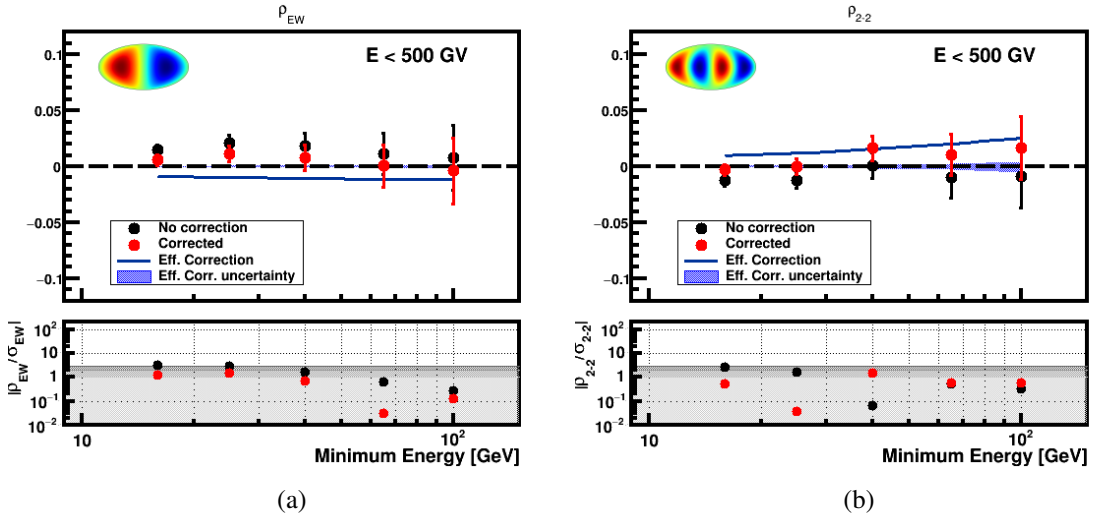 ρ_EW
E < 500 GV
0.1
0.05
0
−0.05
−0.1
No correction
Corrected
Eff. Correction
Eff. Corr. uncertainty
|ρ_EW/σ_EW|
10²
10
1
10⁻¹
10⁻²
10
10²
Minimum Energy [GeV]
(a)
ρ_2-2
E < 500 GV
0.1
0.05
0
−0.05
−0.1
No correction
Corrected
Eff. Correction
Eff. Corr. uncertainty
|ρ_2-2/σ_2-2|
10²
10
1
10⁻¹
10⁻²
10
10²
Minimum Energy [GeV]
(b)